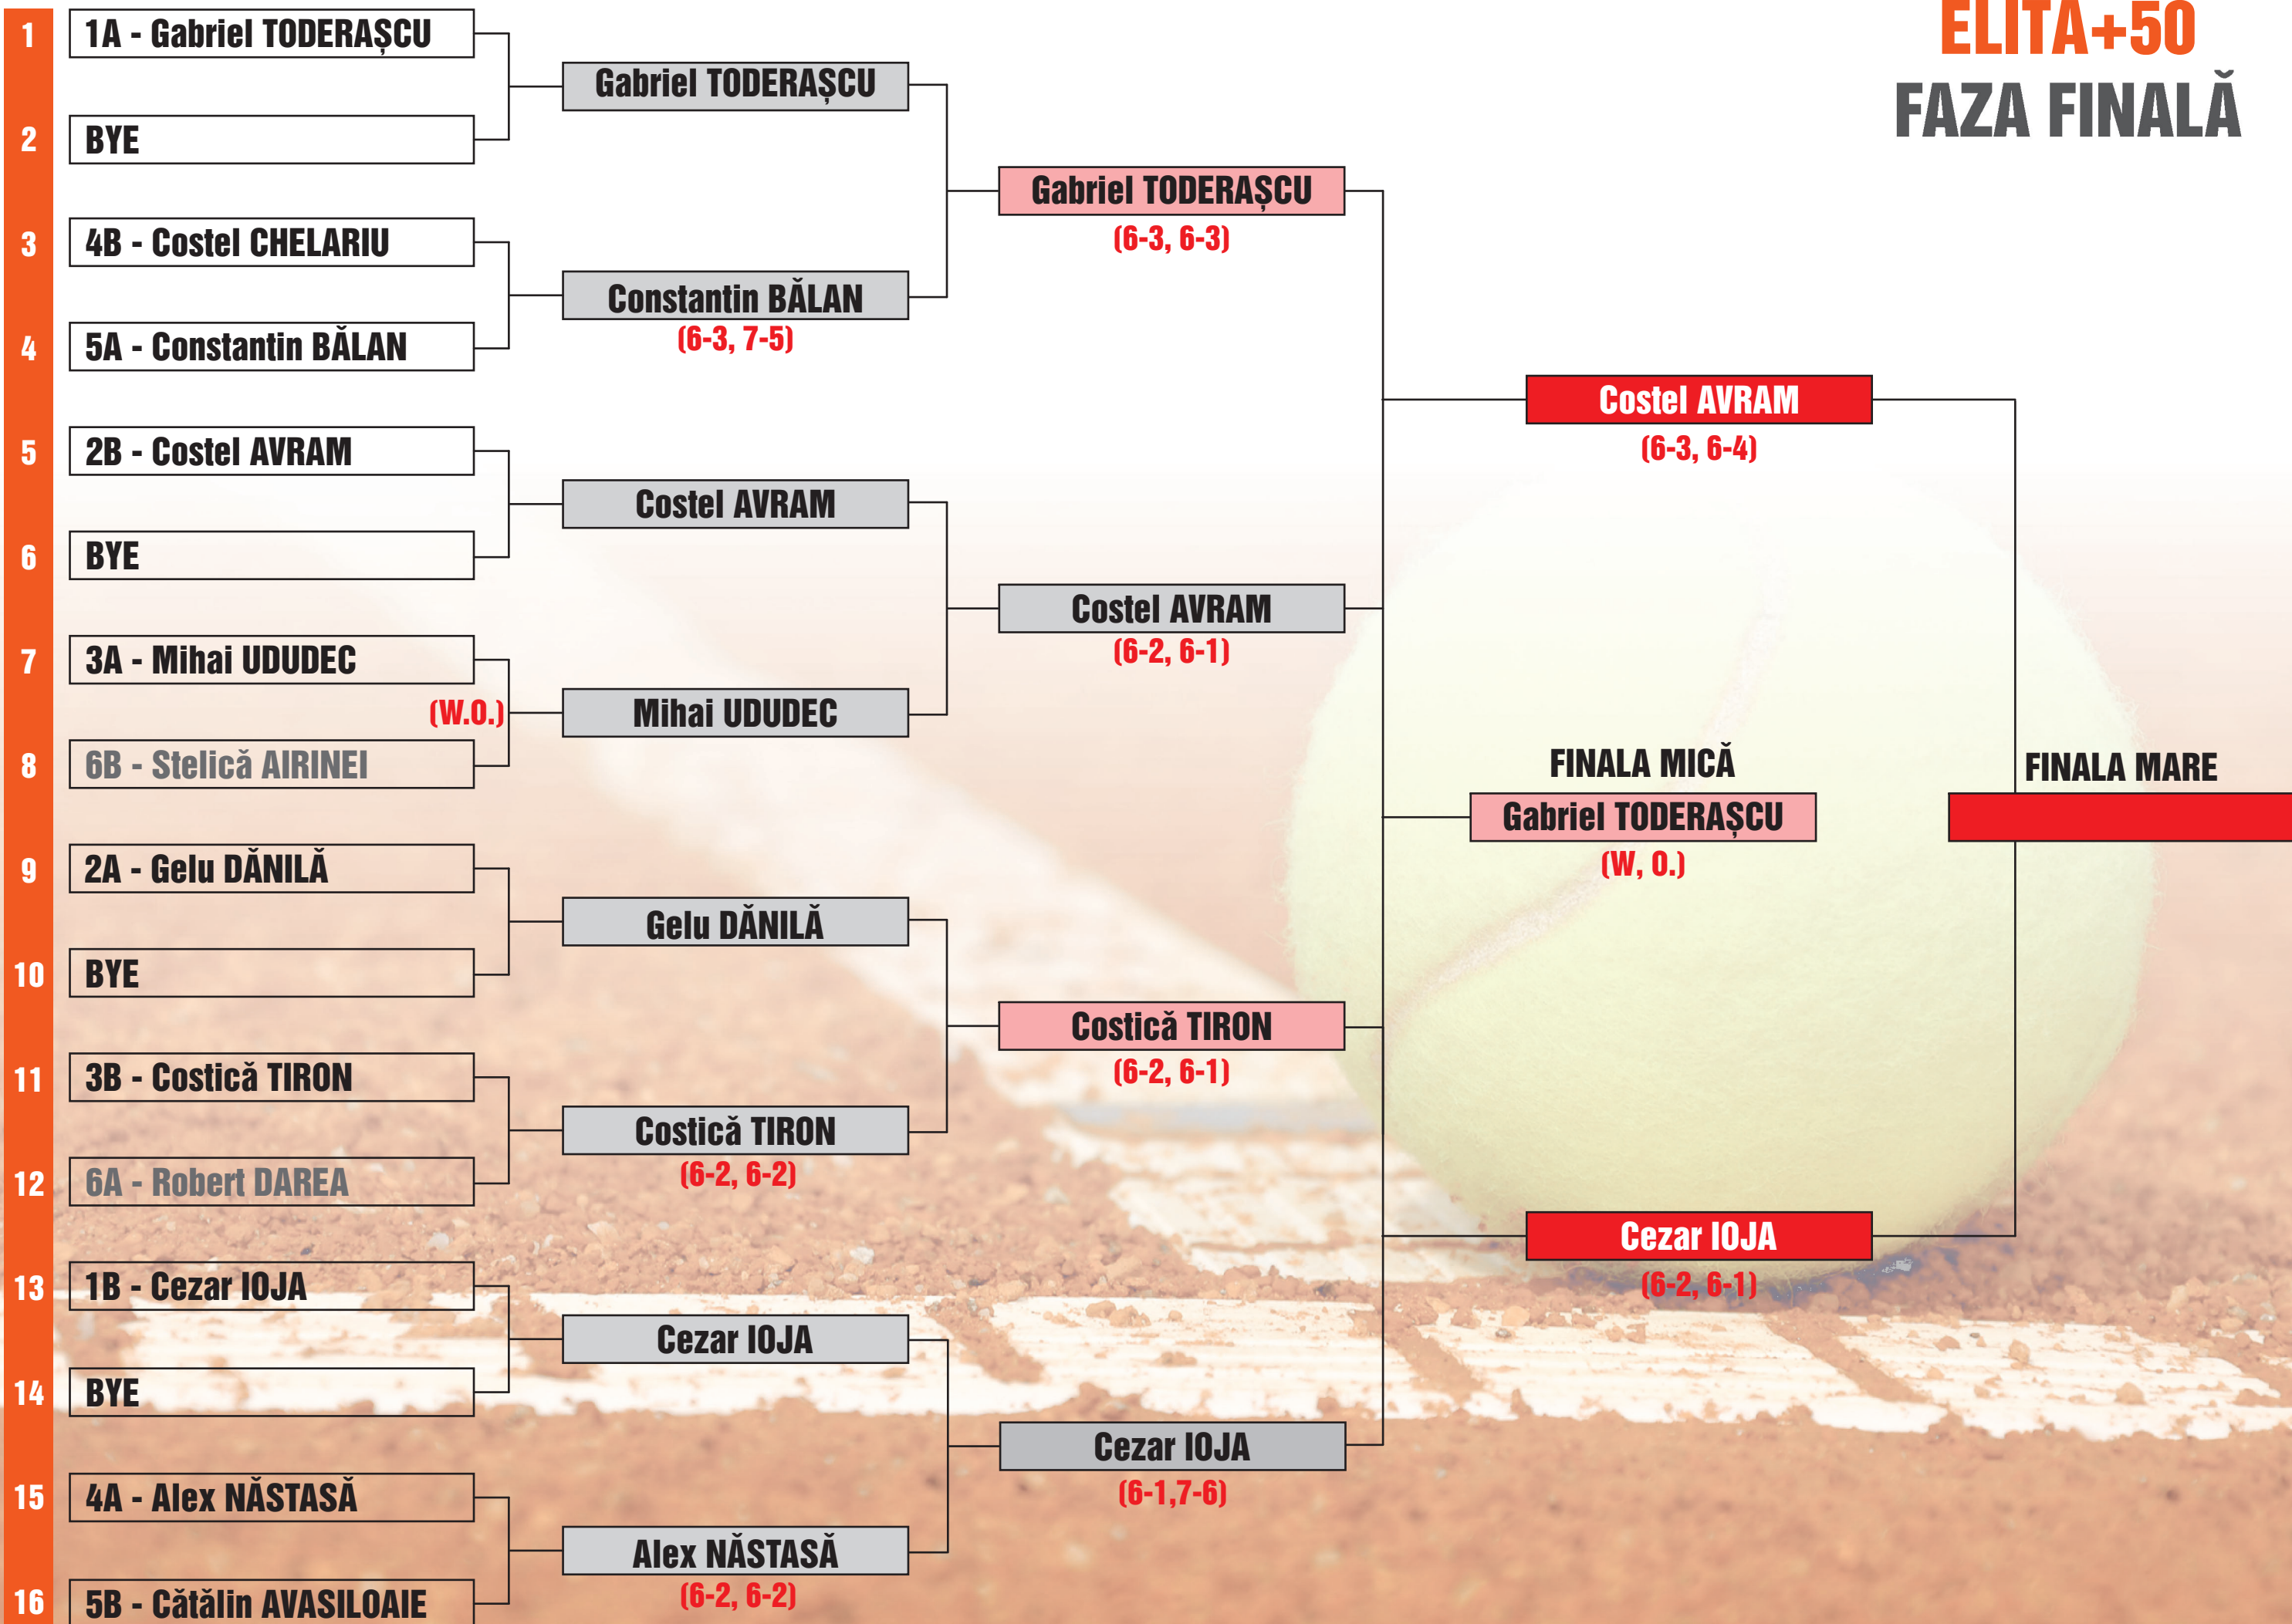 ELITA+50
FAZA FINALĂ
1
1A - Gabriel TODERAȘCU
2
BYE
3
4B - Costel CHELARIU
4
5A - Constantin BĂLAN
5
2B - Costel AVRAM
6
BYE
7
3A - Mihai UDUDEC
(W.O.)
8
6B - Stelică AIRINEI
9
2A - Gelu DĂNILĂ
10
BYE
11
3B - Costică TIRON
12
6A - Robert DAREA
13
1B - Cezar IOJA
14
BYE
15
4A - Alex NĂSTASĂ
16
5B - Cătălin AVASILOAIE
Gabriel TODERAȘCU
Constantin BĂLAN
(6-3, 7-5)
Costel AVRAM
Mihai UDUDEC
Gelu DĂNILĂ
Costică TIRON
(6-2, 6-2)
Cezar IOJA
Alex NĂSTASĂ
(6-2, 6-2)
Gabriel TODERAȘCU
(6-3, 6-3)
Costel AVRAM
(6-2, 6-1)
Costică TIRON
(6-2, 6-1)
Cezar IOJA
(6-1,7-6)
Costel AVRAM
(6-3, 6-4)
FINALA MICĂ
Gabriel TODERAȘCU
(W, O.)
Cezar IOJA
(6-2, 6-1)
FINALA MARE